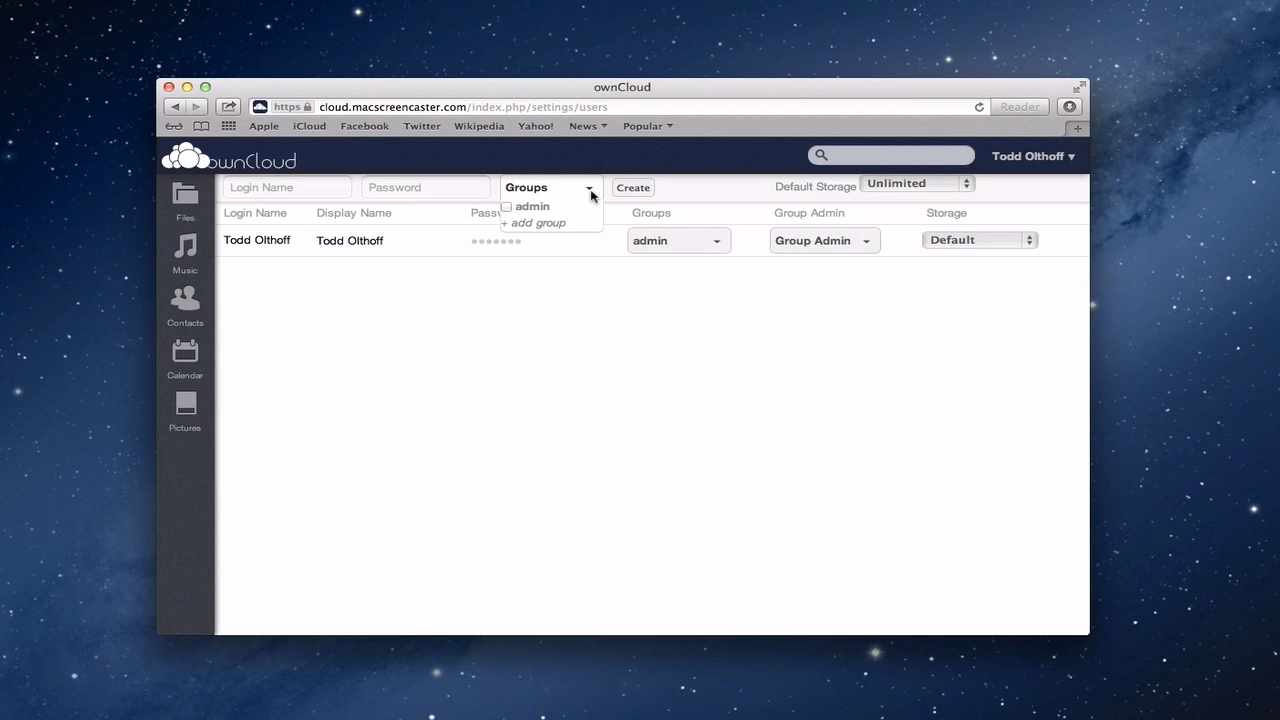 ownCloud
https cloud.macscreencaster.com/index.php/settings/users Reader
Apple iCloud Facebook Twitter Wikipedia Yahoo! News Popular
ownCloud Todd Olthoff
Login Name Password Groups Create Default Storage Unlimited
admin
+ add group
Login Name Display Name Passw Groups Group Admin Storage
Todd Olthoff Todd Olthoff admin Group Admin Default
Files
Music
Contacts
Calendar
Pictures